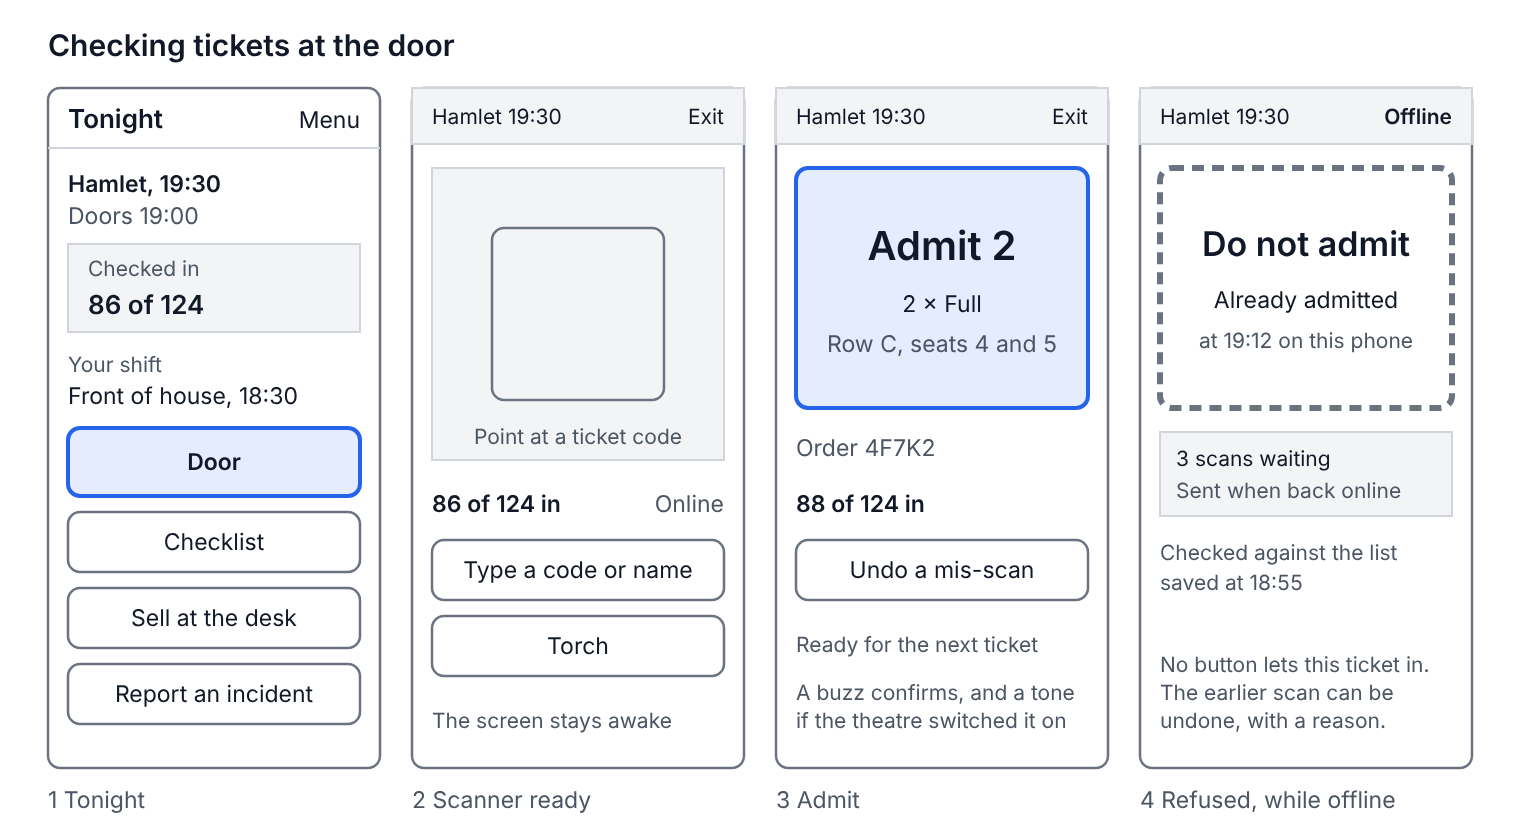 Checking tickets at the door
Tonight
Menu
Hamlet, 19:30
Doors 19:00
Checked in
86 of 124
Your shift
Front of house, 18:30
Door
Checklist
Sell at the desk
Report an incident
1 Tonight
Hamlet 19:30
Exit
Point at a ticket code
86 of 124 in
Online
Type a code or name
Torch
The screen stays awake
2 Scanner ready
Hamlet 19:30
Exit
Admit 2
2 × Full
Row C, seats 4 and 5
Order 4F7K2
88 of 124 in
Undo a mis-scan
Ready for the next ticket
A buzz confirms, and a tone
if the theatre switched it on
3 Admit
Hamlet 19:30
Offline
Do not admit
Already admitted
at 19:12 on this phone
3 scans waiting
Sent when back online
Checked against the list
saved at 18:55
No button lets this ticket in.
The earlier scan can be
undone, with a reason.
4 Refused, while offline